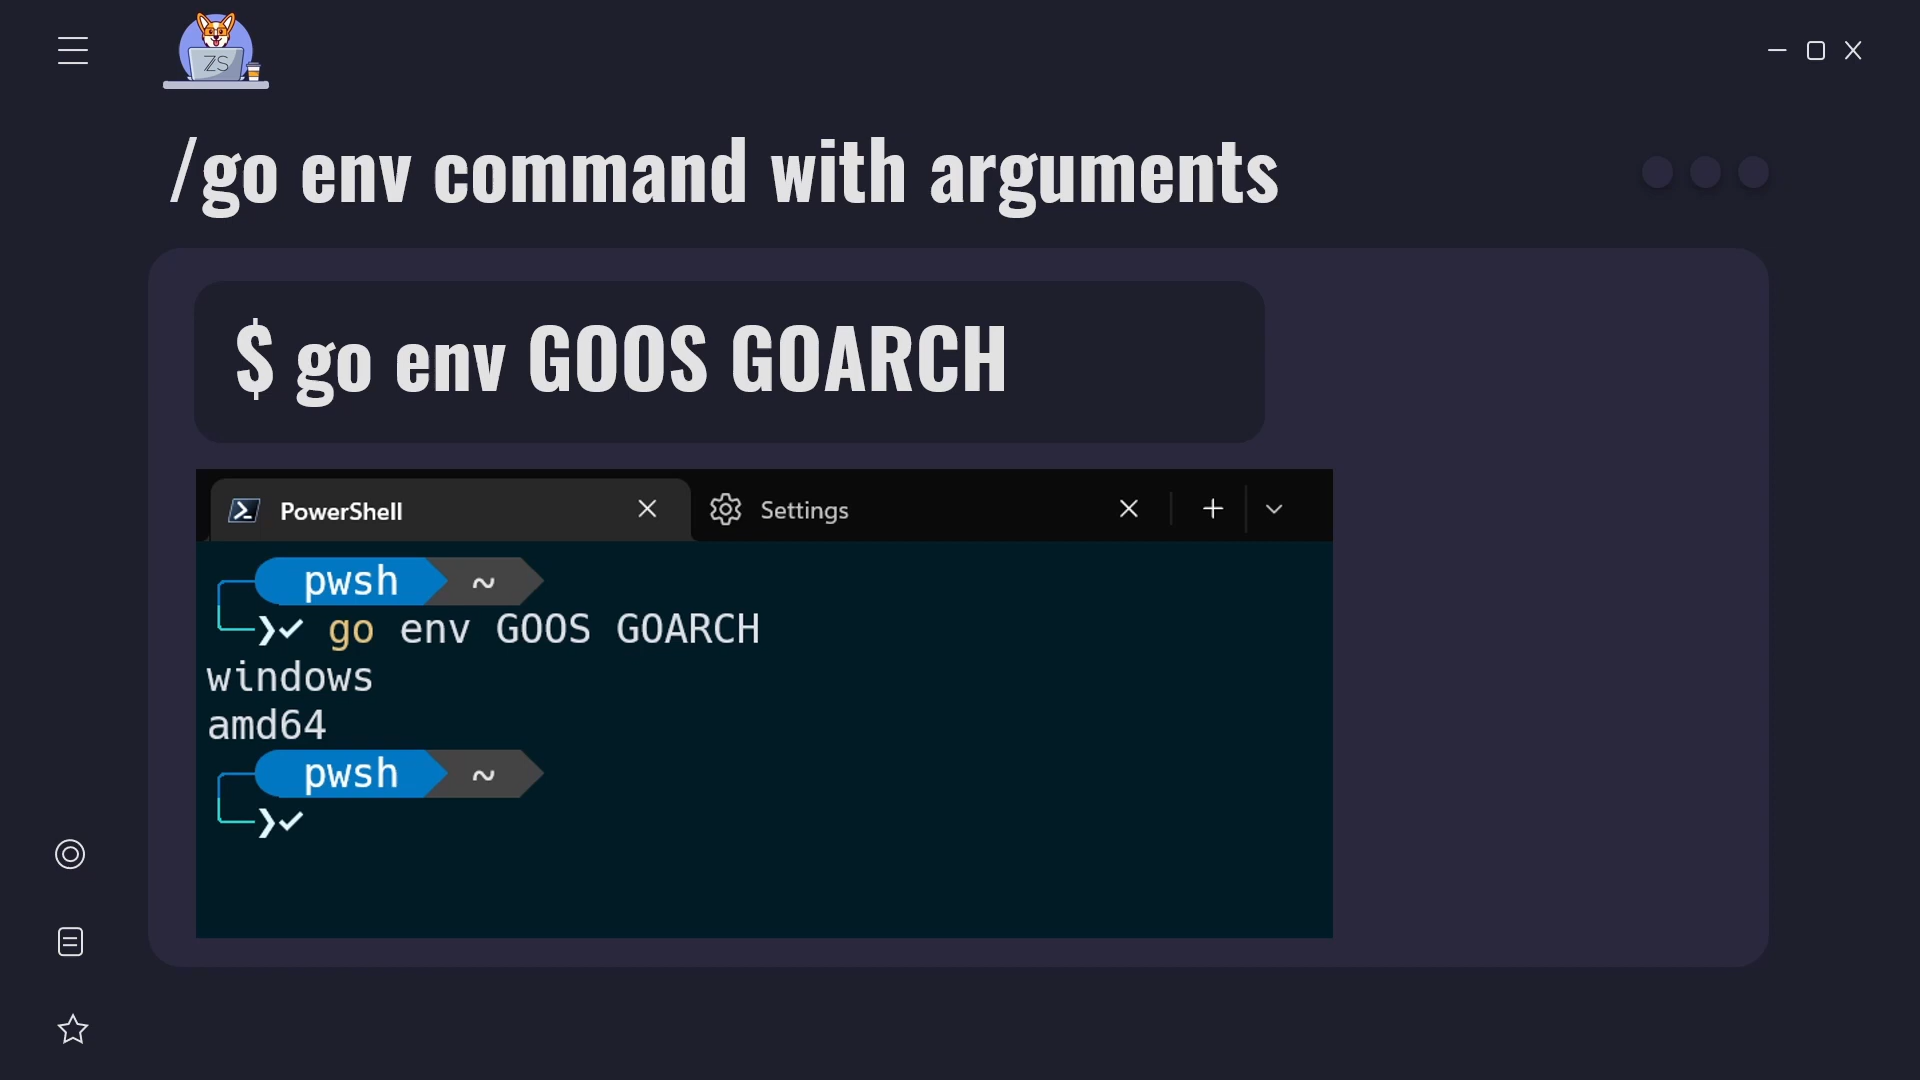 ZS
/go env command with arguments
$ go env GOOS GOARCH
PowerShell
Settings
pwsh ~
❯✓ go env GOOS GOARCH
windows
amd64
pwsh ~
❯✓